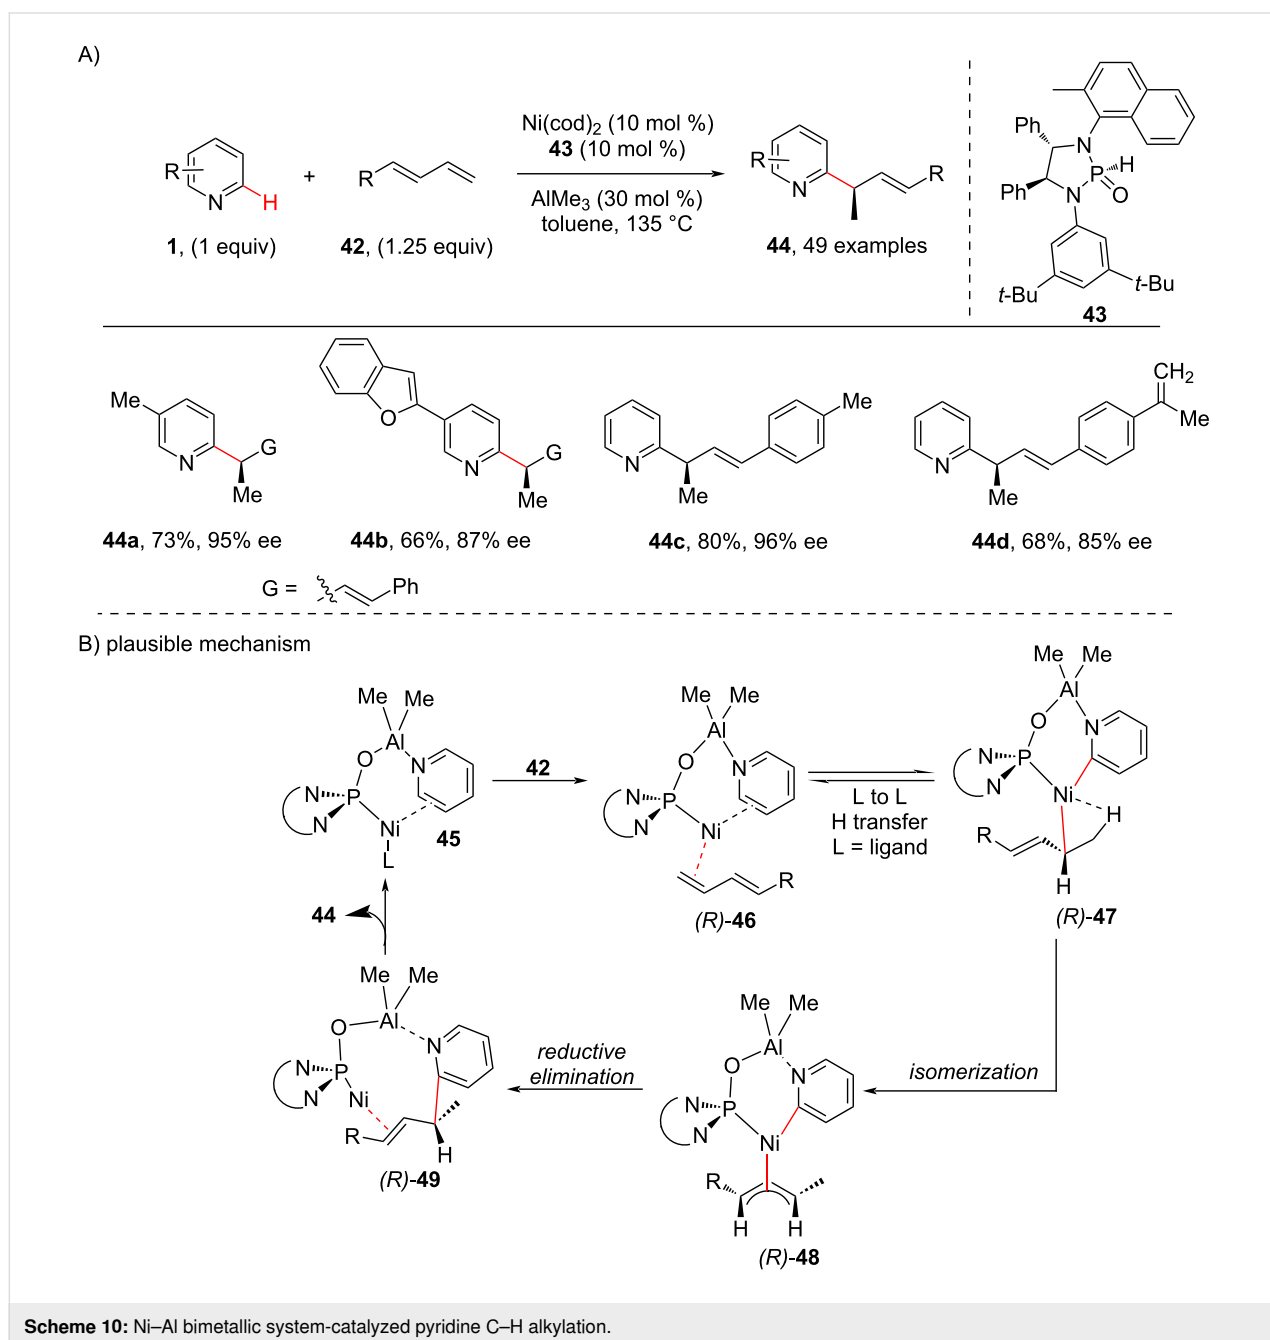 A)
R
N
H
1, (1 equiv)
+
R
42, (1.25 equiv)
Ni(cod)2 (10 mol %)
43 (10 mol %)
AlMe3 (30 mol %)
toluene, 135 °C
R
N
R
44, 49 examples
Ph
Ph
N
P
H
O
N
t-Bu
t-Bu
43
Me
N
G
Me
44a, 73%, 95% ee
O
N
G
Me
44b, 66%, 87% ee
N
Me
Me
44c, 80%, 96% ee
N
Me
CH2
Me
44d, 68%, 85% ee
G =
Ph
B) plausible mechanism
Me
Me
Al
O
N
N
P
N
Ni
L
45
42
Me
Me
Al
O
N
N
P
N
Ni
R
(R)-46
L to L
H transfer
L = ligand
Me
Me
Al
O
N
N
P
N
Ni
H
R
H
(R)-47
isomerization
Me
Me
Al
O
N
N
P
N
Ni
R
H
H
(R)-48
reductive
elimination
Me
Me
Al
O
N
N
P
N
Ni
R
H
(R)-49
44
Scheme 10: Ni–Al bimetallic system-catalyzed pyridine C–H alkylation.